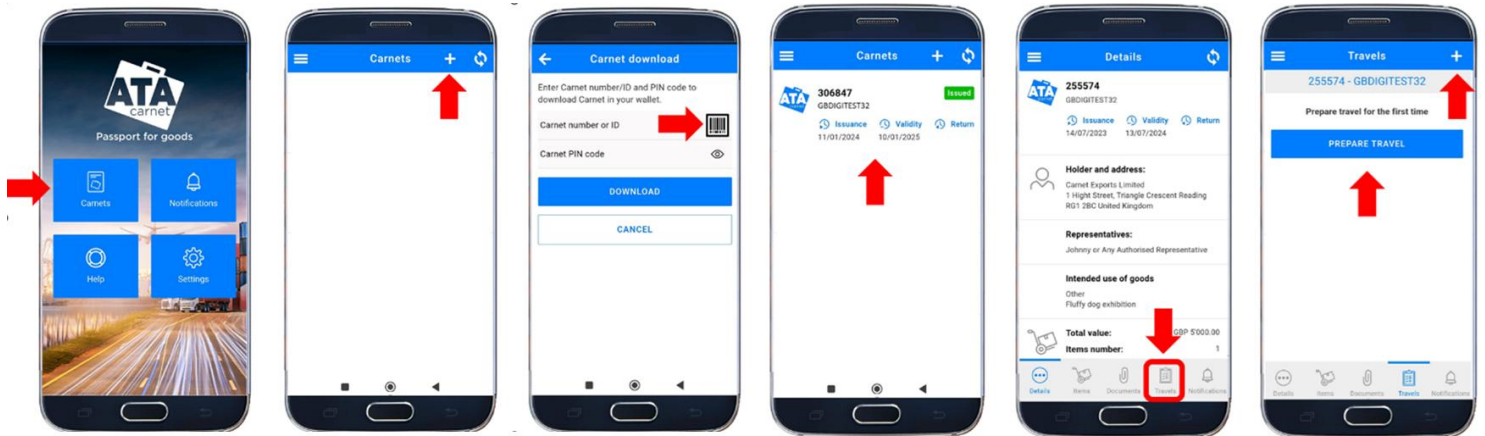 ATA
carnet
Passport for goods
Carnets
Notifications
Help
Settings
Carnets
Carnet download
Enter Carnet number/ID and PIN code to
download Carnet in your wallet.
Carnet number or ID
Carnet PIN code
DOWNLOAD
CANCEL
Carnets
ATA
306847
GBDIGITEST32
Issued
Issuance Validity Return
11/01/2024 10/01/2025
Details
ATA
255574
GBDIGITEST32
Issuance Validity Return
14/07/2023 13/07/2024
Holder and address:
Carnet Exports Limited
1 Hight Street, Triangle Crescent Reading
RG1 2BC United Kingdom
Representatives:
Johnny or Any Authorised Representative
Intended use of goods
Other
Fluffy dog exhibition
Total value: GBP 5'000.00
Items number: 1
Details Items Documents Travels Notifications
Travels
255574 - GBDIGITEST32
Prepare travel for the first time
PREPARE TRAVEL
Details Items Documents Travels Notifications